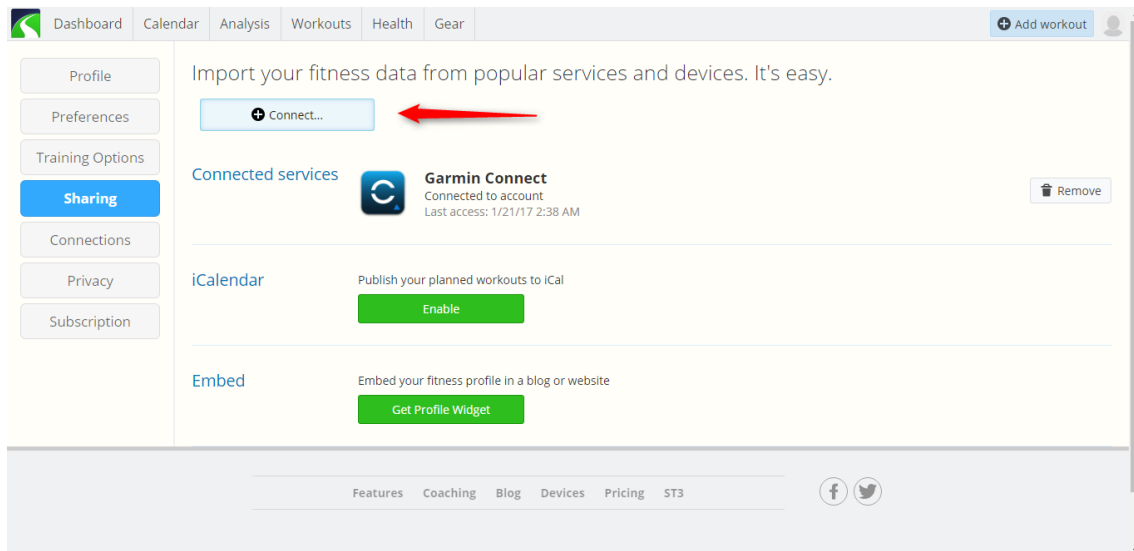 Dashboard Calendar Analysis Workouts Health Gear Add workout
Profile
Preferences
Training Options
Sharing
Connections
Privacy
Subscription
Import your fitness data from popular services and devices. It's easy.
Connect...
Connected services
Garmin Connect
Connected to account
Last access: 1/21/17 2:38 AM
Remove
iCalendar
Publish your planned workouts to iCal
Enable
Embed
Embed your fitness profile in a blog or website
Get Profile Widget
Features Coaching Blog Devices Pricing ST3